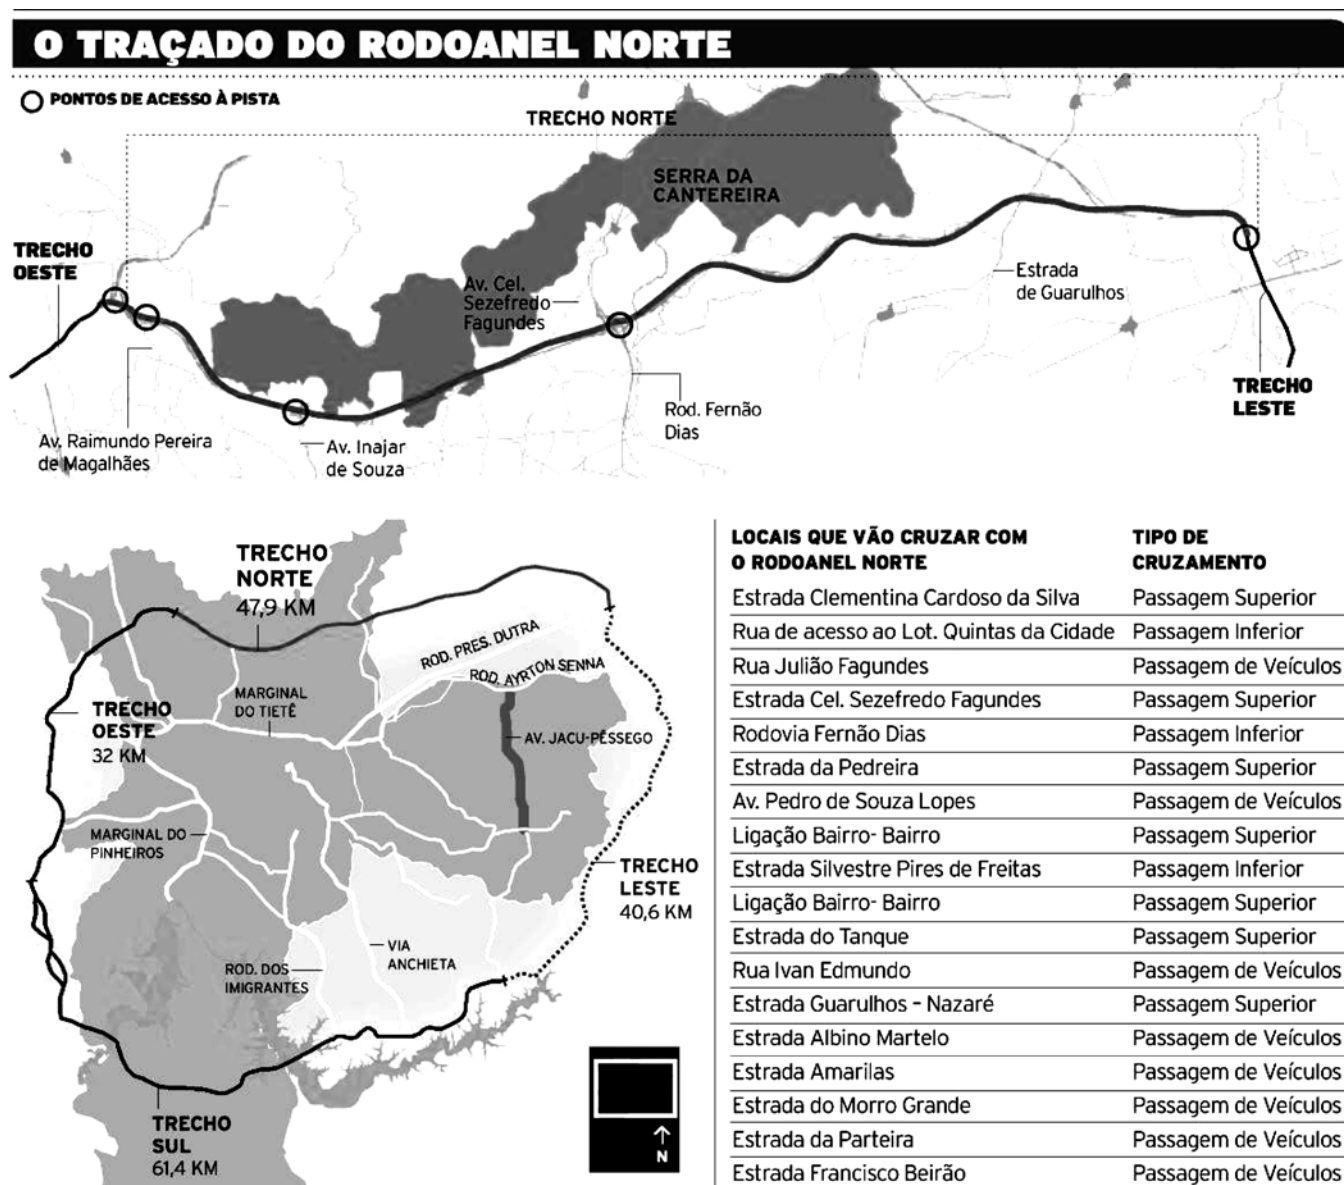 O TRAÇADO DO RODOANEL NORTE
PONTOS DE ACESSO À PISTA
TRECHO NORTE
SERRA DA
CANTEREIRA
TRECHO
OESTE
Av. Cel.
Sezefredo
Fagundes
Estrada
de Guarulhos
TRECHO
LESTE
Rod. Fernão
Dias
Av. Raimundo Pereira
de Magalhães
Av. Inajar
de Souza
TRECHO
NORTE
47,9 KM
ROD. PRES. DUTRA
ROD. AYRTON SENNA
MARGINAL
DO TIETÊ
TRECHO
OESTE
32 KM
AV. JACU-PÊSSEGO
MARGINAL DO
PINHEIROS
TRECHO
LESTE
40,6 KM
VIA
ANCHIETA
ROD. DOS
IMIGRANTES
TRECHO
SUL
61,4 KM
N
LOCAIS QUE VÃO CRUZAR COM
O RODOANEL NORTE
TIPO DE
CRUZAMENTO
Estrada Clementina Cardoso da Silva Passagem Superior
Rua de acesso ao Lot. Quintas da Cidade Passagem Inferior
Rua Julião Fagundes Passagem de Veículos
Estrada Cel. Sezefredo Fagundes Passagem Superior
Rodovia Fernão Dias Passagem Inferior
Estrada da Pedreira Passagem Superior
Av. Pedro de Souza Lopes Passagem de Veículos
Ligação Bairro- Bairro Passagem Superior
Estrada Silvestre Pires de Freitas Passagem Inferior
Ligação Bairro- Bairro Passagem Superior
Estrada do Tanque Passagem Superior
Rua Ivan Edmundo Passagem de Veículos
Estrada Guarulhos - Nazaré Passagem Superior
Estrada Albino Martelo Passagem de Veículos
Estrada Amarilas Passagem de Veículos
Estrada do Morro Grande Passagem de Veículos
Estrada da Parteira Passagem de Veículos
Estrada Francisco Beirão Passagem de Veículos